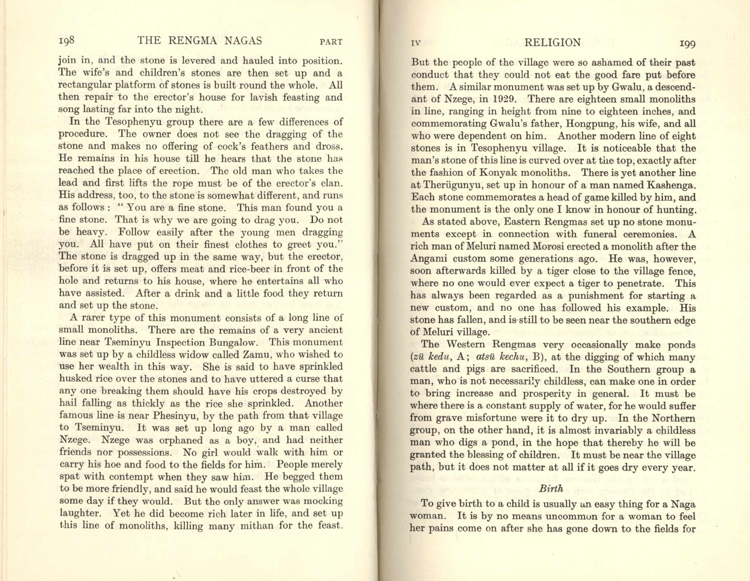 198 THE RENGMA NAGAS PART
join in, and the stone is levered and hauled into position.
The wife's and children's stones are then set up and a
rectangular platform of stones is built round the whole. All
then repair to the erector's house for lavish feasting and
song lasting far into the night.
In the Tesophenyu group there are a few differences of
procedure. The owner does not see the dragging of the
stone and makes no offering of cock's feathers and dross.
He remains in his house till he hears that the stone has
reached the place of erection. The old man who takes the
lead and first lifts the rope must be of the erector's clan.
His address, too, to the stone is somewhat different, and runs
as follows : " You are a fine stone. This man found you a
fine stone. That is why we are going to drag you. Do not
be heavy. Follow easily after the young men dragging
you. All have put on their finest clothes to greet you."
The stone is dragged up in the same way, but the erector,
before it is set up, offers meat and rice-beer in front of the
hole and returns to his house, where he entertains all who
have assisted. After a drink and a little food they return
and set up the stone.
A rarer type of this monument consists of a long line of
small monoliths. There are the remains of a very ancient
line near Tseminyu Inspection Bungalow. This monument
was set up by a childless widow called Zamu, who wished to
use her wealth in this way. She is said to have sprinkled
husked rice over the stones and to have uttered a curse that
any one breaking them should have his crops destroyed by
hail falling as thickly as the rice she sprinkled. Another
famous line is near Phesinyu, by the path from that village
to Tseminyu. It was set up long ago by a man called
Nzege. Nzege was orphaned as a boy, and had neither
friends nor possessions. No girl would walk with him or
carry his hoe and food to the fields for him. People merely
spat with contempt when they saw him. He begged them
to be more friendly, and said he would feast the whole village
some day if they would. But the only answer was mocking
laughter. Yet he did become rich later in life, and set up
this line of monoliths, killing many mithan for the feast.
IV RELIGION 199
But the people of the village were so ashamed of their past
conduct that they could not eat the good fare put before
them. A similar monument was set up by Gwalu, a descend-
ant of Nzege, in 1929. There are eighteen small monoliths
in line, ranging in height from nine to eighteen inches, and
commemorating Gwalu's father, Hongpung, his wife, and all
who were dependent on him. Another modern line of eight
stones is in Tesophenyu village. It is noticeable that the
man's stone of this line is curved over at the top, exactly after
the fashion of Konyak monoliths. There is yet another line
at Therügunyu, set up in honour of a man named Kashenga.
Each stone commemorates a head of game killed by him, and
the monument is the only one I know in honour of hunting.
As stated above, Eastern Rengmas set up no stone monu-
ments except in connection with funeral ceremonies. A
rich man of Meluri named Morosi erected a monolith after the
Angami custom some generations ago. He was, however,
soon afterwards killed by a tiger close to the village fence,
where no one would ever expect a tiger to penetrate. This
has always been regarded as a punishment for starting a
new custom, and no one has followed his example. His
stone has fallen, and is still to be seen near the southern edge
of Meluri village.
The Western Rengmas very occasionally make ponds
(zü kedu, A; atsü kechu, B), at the digging of which many
cattle and pigs are sacrificed. In the Southern group a
man, who is not necessarily childless, can make one in order
to bring increase and prosperity in general. It must be
where there is a constant supply of water, for he would suffer
from grave misfortune were it to dry up. In the Northern
group, on the other hand, it is almost invariably a childless
man who digs a pond, in the hope that thereby he will be
granted the blessing of children. It must be near the village
path, but it does not matter at all if it goes dry every year.
Birth
To give birth to a child is usually an easy thing for a Naga
woman. It is by no means uncommon for a woman to feel
her pains come on after she has gone down to the fields for